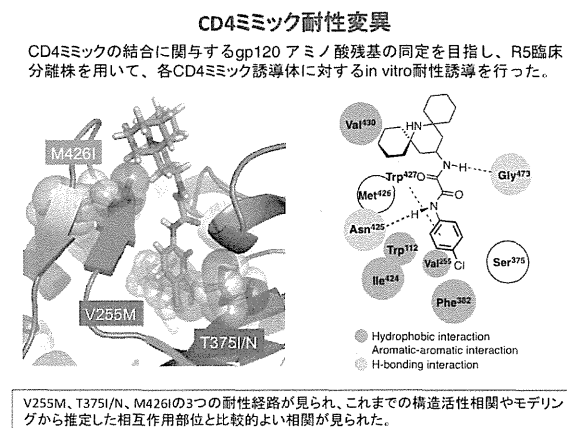 CD4ミミック耐性変異
CD4ミミックの結合に関与するgp120 アミノ酸残基の同定を目指し、R5臨床
分離株を用いて、各CD4ミミック誘導体に対するin vitro耐性誘導を行った。
M426I
V255M
T375I/N
Val430
HN
N
H
Gly473
Trp427
O
Met426
O
H
N
Asn425
Trp112
Val255
Cl
Ser375
Ile424
Phe382
Hydrophobic interaction
Aromatic-aromatic interaction
H-bonding interaction
V255M、T375I/N、M426Iの3つの耐性経路が見られ、これまでの構造活性相関やモデリン
グから推定した相互作用部位と比較的よい相関が見られた。